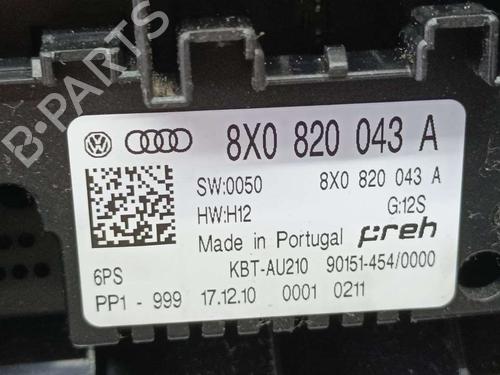 B-PARTS
8X0 820 043 A
SW:0050 8X0 820 043 A
HW:H12 G:12S
Made in Portugal Preh
6PS KBT-AU210 90151-454/0000
PP1 - 999 17.12.10 0001 0211